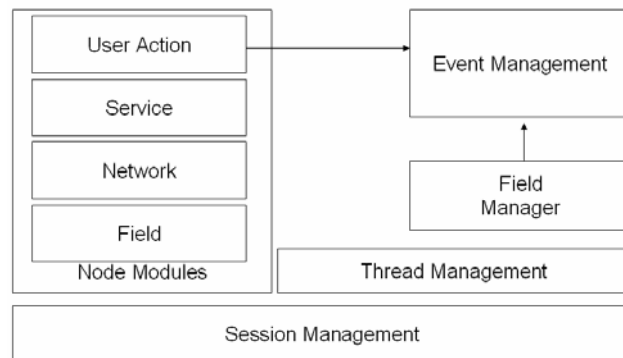 User Action
Service
Network
Field
Node Modules
Event Management
Field
Manager
Thread Management
Session Management